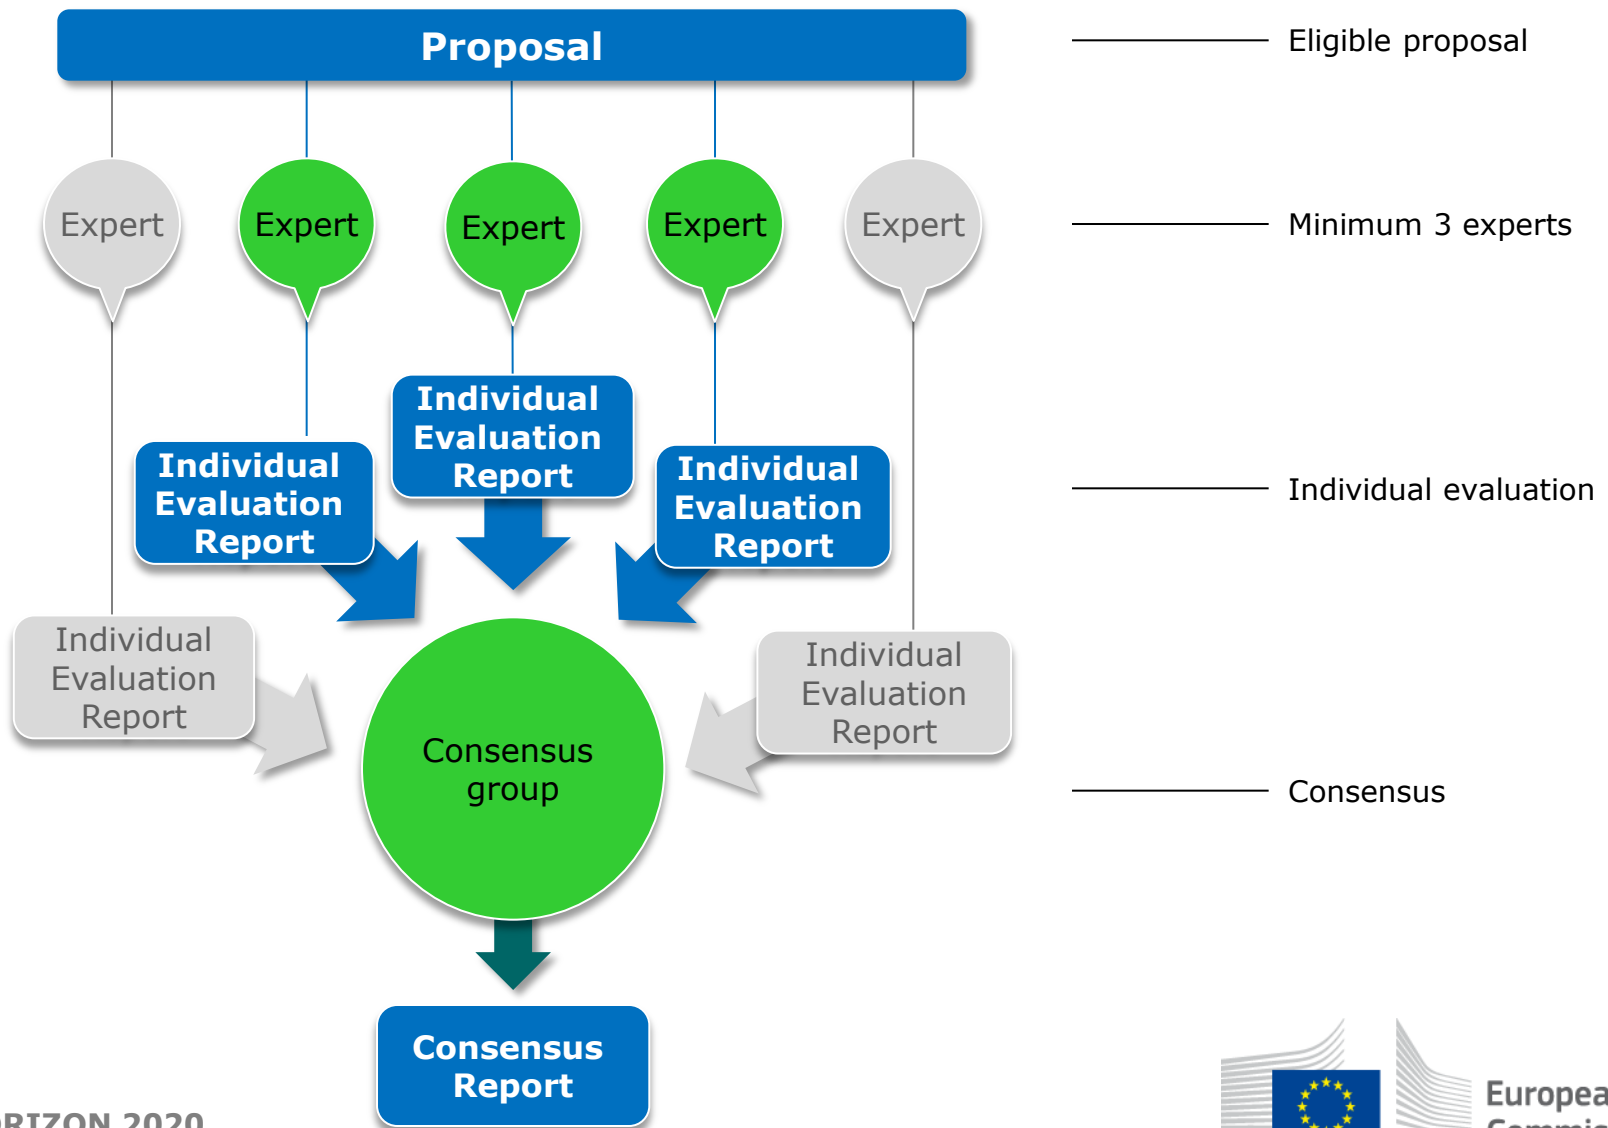 Proposal
Eligible proposal
Expert
Expert
Expert
Expert
Expert
Minimum 3 experts
Individual
Evaluation
Report
Individual
Evaluation
Report
Individual
Evaluation
Report
Individual evaluation
Individual
Evaluation
Report
Individual
Evaluation
Report
Consensus
group
Consensus
Consensus
Report
2020